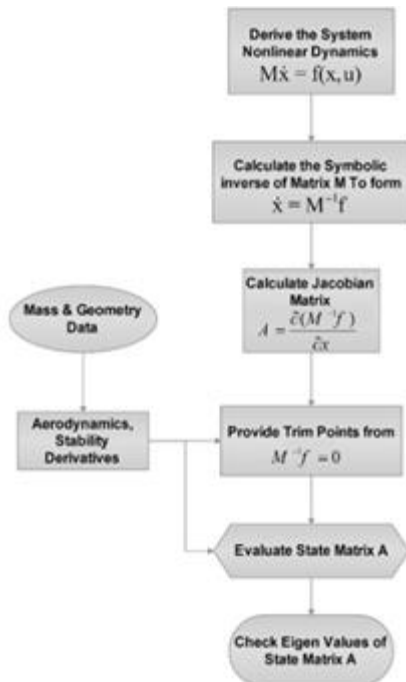 Derive the System
Nonlinear Dynamics
Mẋ = f(x, u)
Calculate the Symbolic
inverse of Matrix M To form
ẋ = M⁻¹f
Calculate Jacobian
Matrix
A = ∂(M⁻¹f) / ∂x
Mass & Geometry
Data
Aerodynamics,
Stability
Derivatives
Provide Trim Points from
M⁻¹f = 0
Evaluate State Matrix A
Check Eigen Values of
State Matrix A